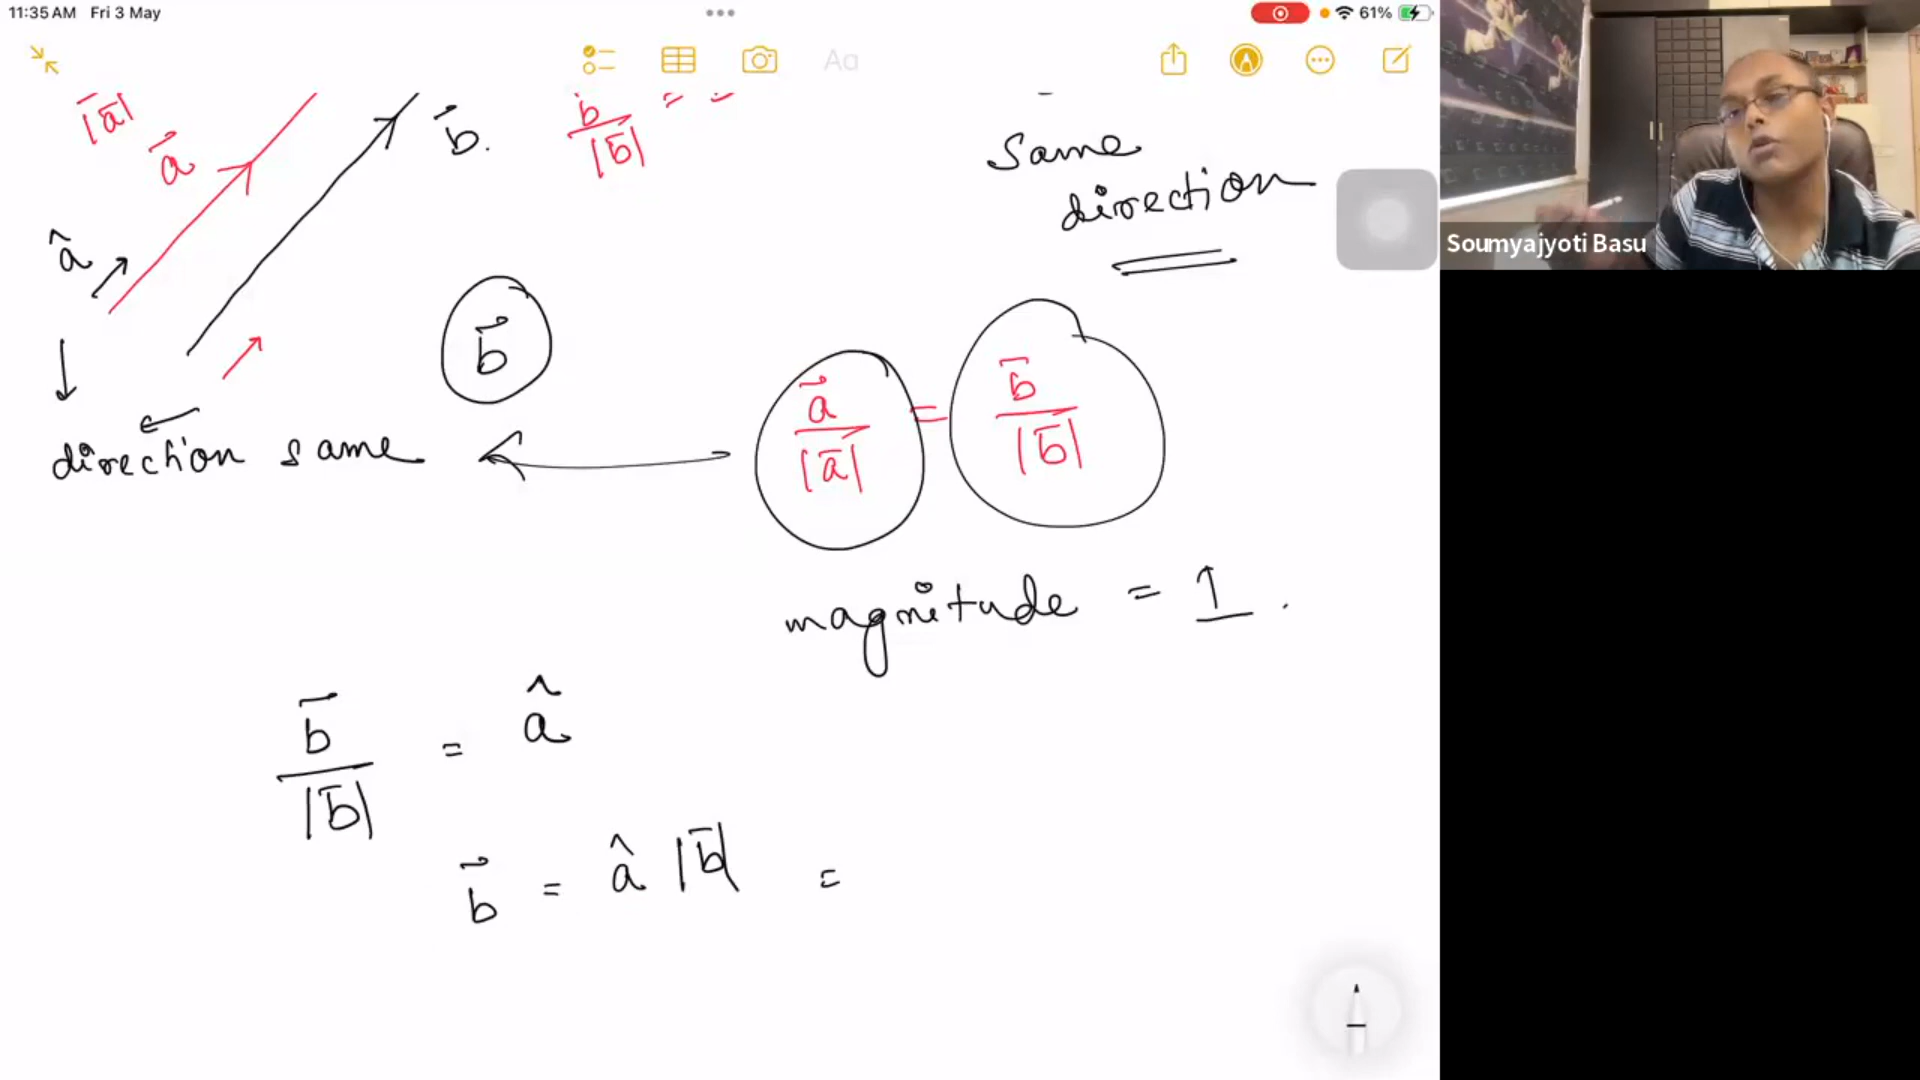 11:35 AM Fri 3 May
61%
Aa
|a̅|
a⃗
b⃗.
b / |b̅|
Same
direction
Soumyajyoti Basu
â
b⃗
a⃗ / |a̅| = b̅ / |b̅|
direction same
magnitude = 1.
b̅ / |b̅| = â
b⃗ = â |b̅| =